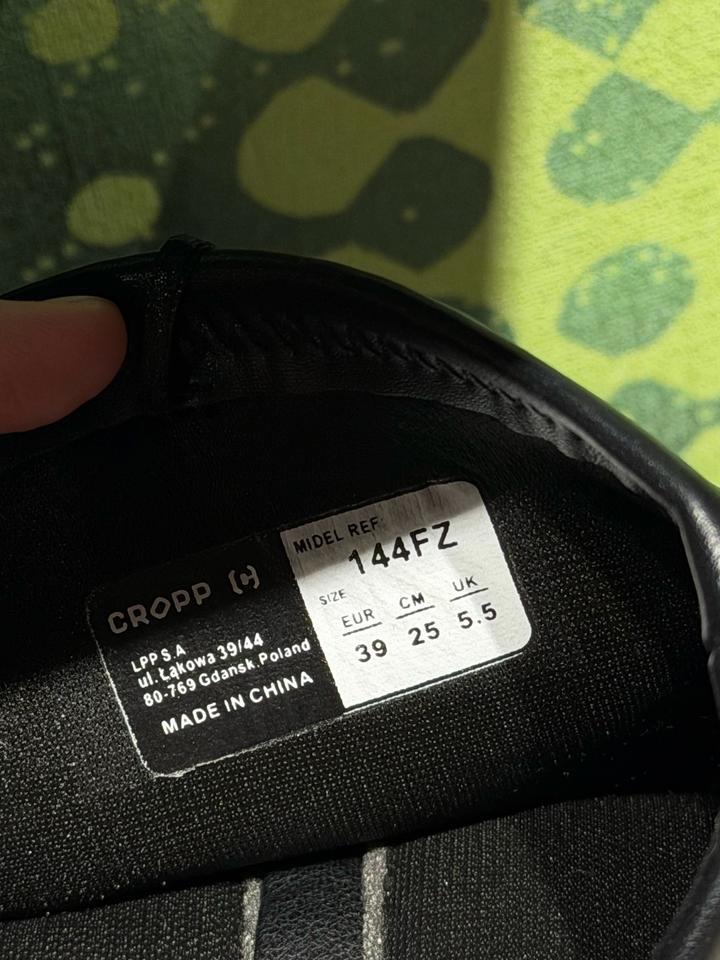 CROPP {c}
LPP S.A
ul. Łąkowa 39/44
80-769 Gdansk Poland
MADE IN CHINA
MIDEL REF.
144FZ
SIZE
EUR CM UK
39 25 5.5